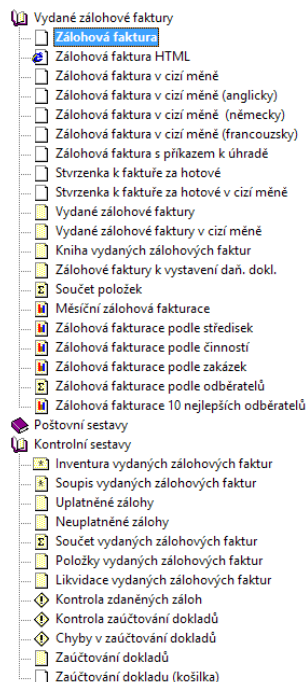 Vydané zálohové faktury
Zálohová faktura
Zálohová faktura HTML
Zálohová faktura v cizí měně
Zálohová faktura v cizí měně (anglicky)
Zálohová faktura v cizí měně (německy)
Zálohová faktura v cizí měně (francouzsky)
Zálohová faktura s příkazem k úhradě
Stvrzenka k faktuře za hotové
Stvrzenka k faktuře za hotové v cizí měně
Vydané zálohové faktury
Vydané zálohové faktury v cizí měně
Kniha vydaných zálohových faktur
Zálohové faktury k vystavení daň. dokl.
Součet položek
Měsíční zálohová fakturace
Zálohová fakturace podle středisek
Zálohová fakturace podle činností
Zálohová fakturace podle zakázek
Zálohová fakturace podle odběratelů
Zálohová fakturace 10 nejlepších odběratelů
Poštovní sestavy
Kontrolní sestavy
Inventura vydaných zálohových faktur
Soupis vydaných zálohových faktur
Uplatněné zálohy
Neuplatněné zálohy
Součet vydaných zálohových faktur
Položky vydaných zálohových faktur
Likvidace vydaných zálohových faktur
Kontrola zdaněných záloh
Kontrola zaúčtování dokladů
Chyby v zaúčtování dokladů
Zaúčtování dokladů
Zaúčtování dokladu (košilka)